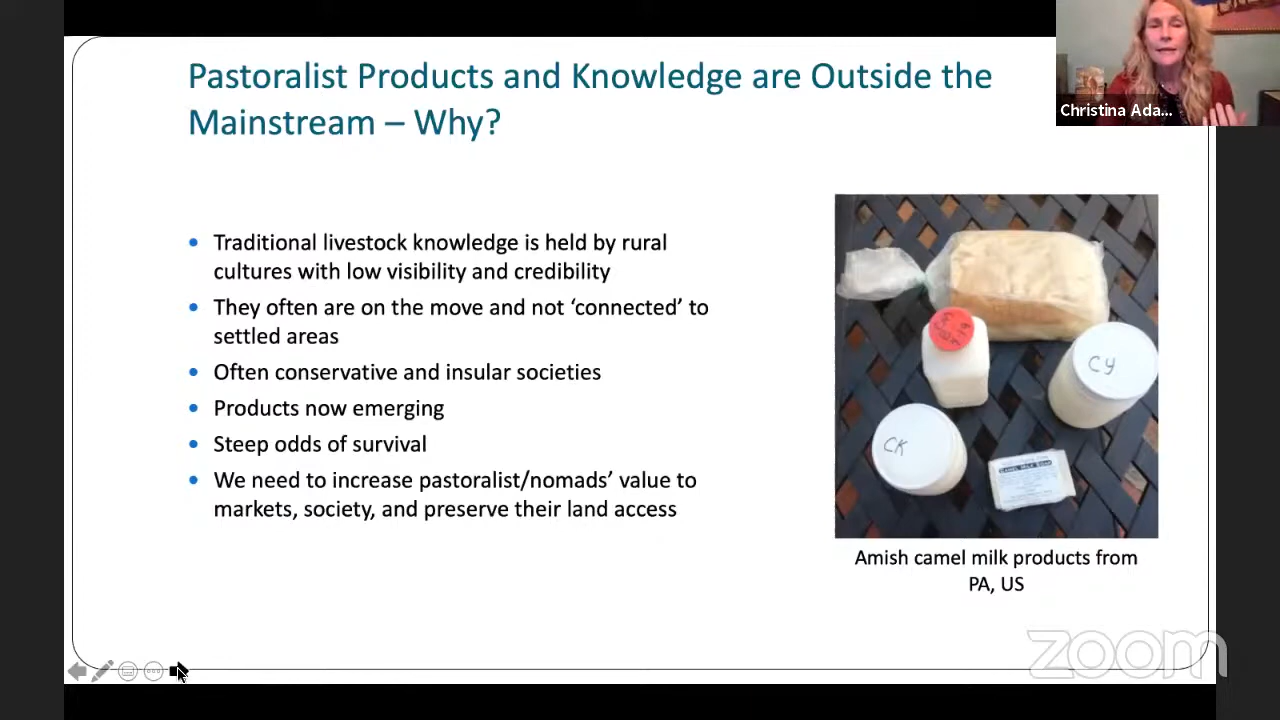 Pastoralist Products and Knowledge are Outside the
Mainstream – Why?
Christina Ada...
• Traditional livestock knowledge is held by rural
cultures with low visibility and credibility
• They often are on the move and not ‘connected’ to
settled areas
• Often conservative and insular societies
• Products now emerging
• Steep odds of survival
• We need to increase pastoralist/nomads’ value to
markets, society, and preserve their land access
CY
CK
CAMEL MILK SOAP
Amish camel milk products from
PA, US
zoom